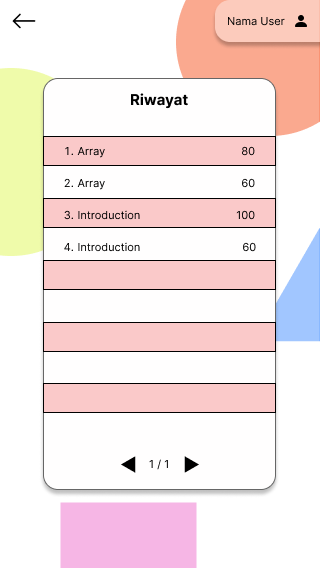 Nama User
Riwayat
1. Array 80
2. Array 60
3. Introduction 100
4. Introduction 60
1 / 1